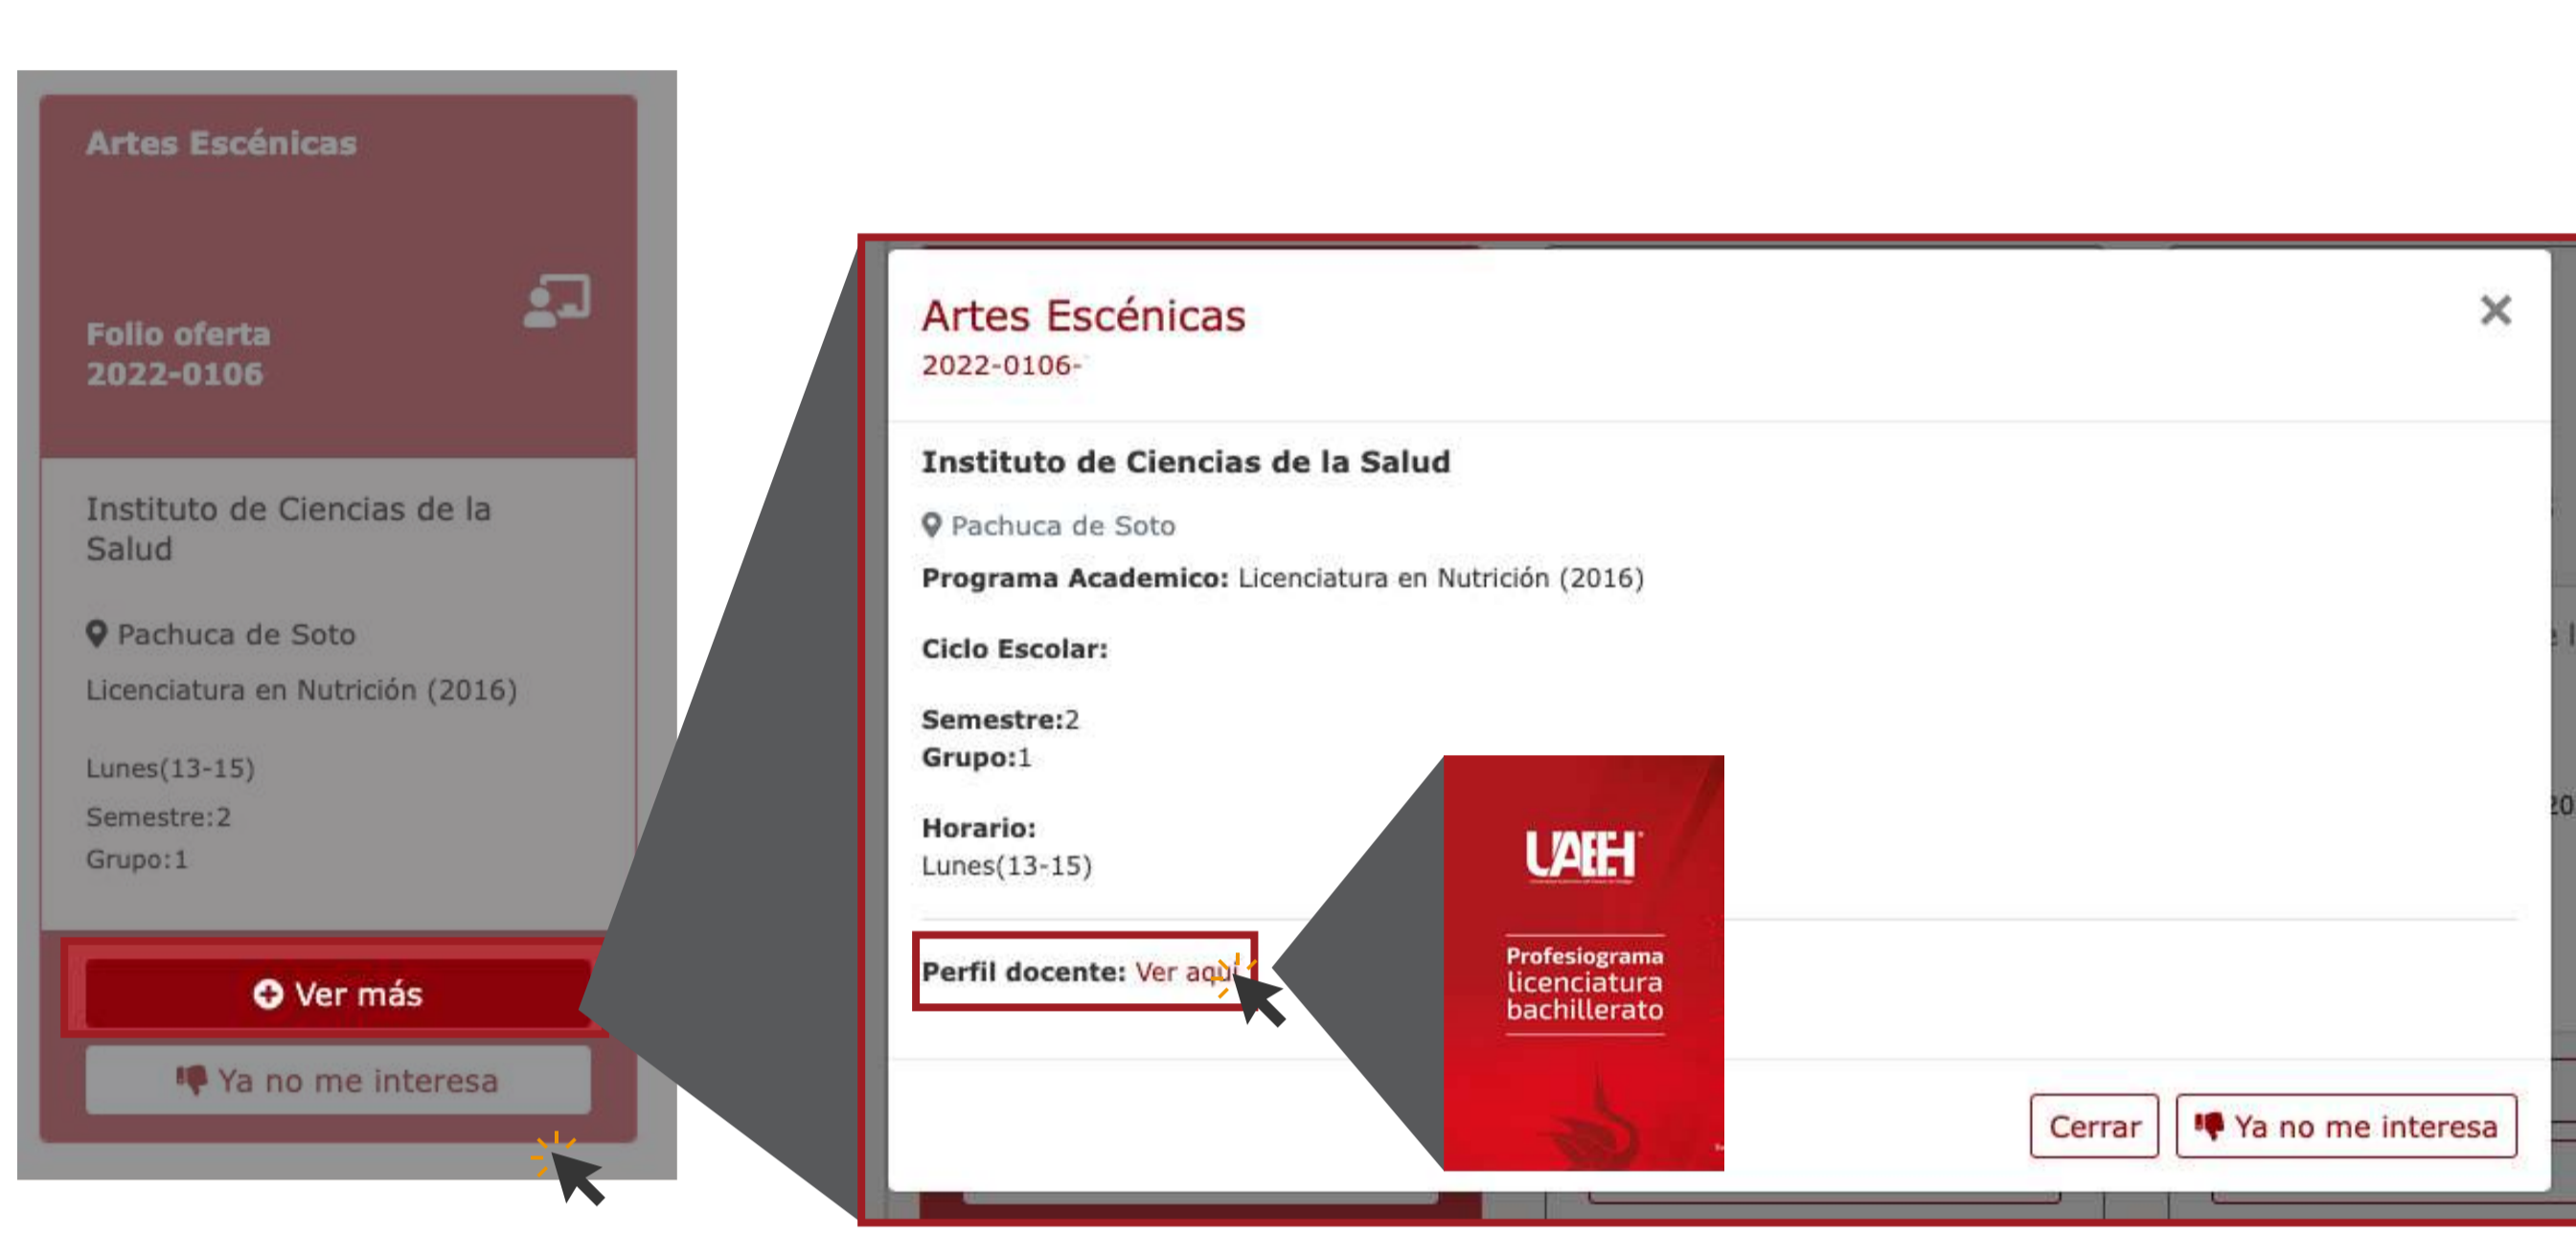 Artes Escénicas
Folio oferta
2022-0106
Instituto de Ciencias de la
Salud
Pachuca de Soto
Licenciatura en Nutrición (2016)
Lunes(13-15)
Semestre:2
Grupo:1
Ver más
Ya no me interesa
Artes Escénicas
2022-0106-
Instituto de Ciencias de la Salud
Pachuca de Soto
Programa Academico: Licenciatura en Nutrición (2016)
Ciclo Escolar:
Semestre:2
Grupo:1
Horario:
Lunes(13-15)
Perfil docente: Ver aquí
UAEH
Profesiograma
licenciatura
bachillerato
Cerrar
Ya no me interesa